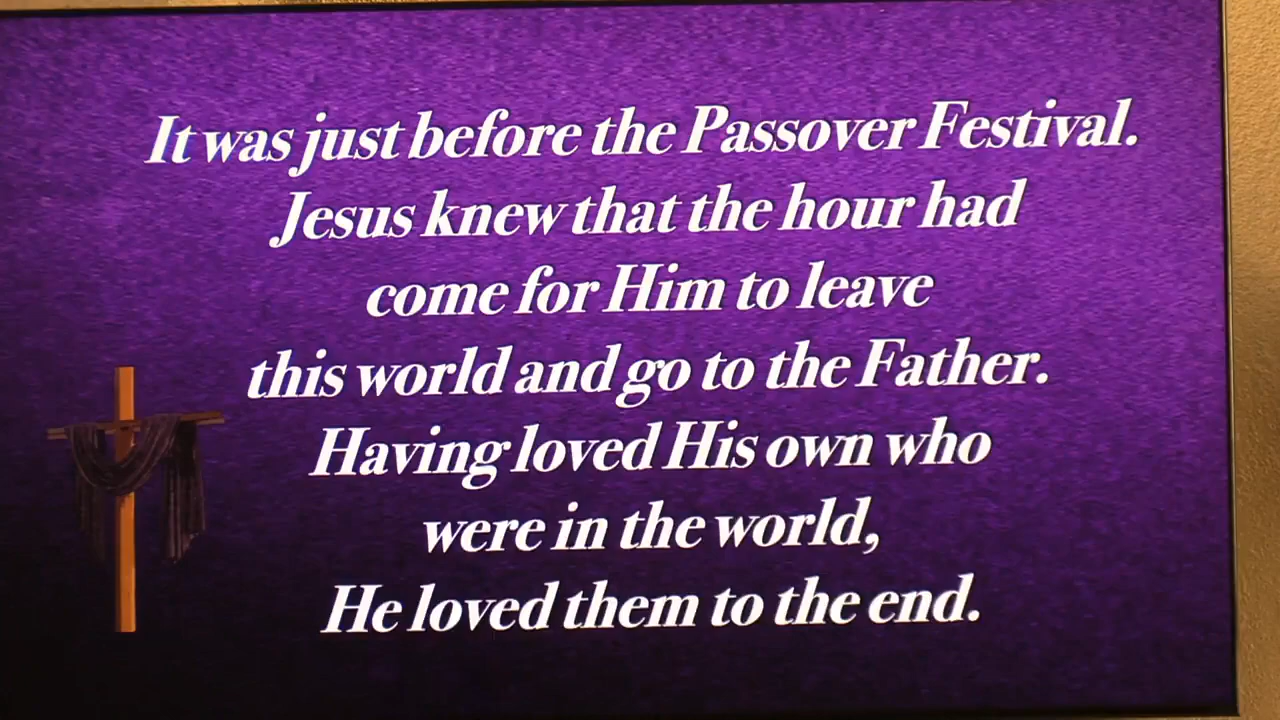 It was just before the Passover Festival.
Jesus knew that the hour had
come for Him to leave
this world and go to the Father.
Having loved His own who
were in the world,
He loved them to the end.